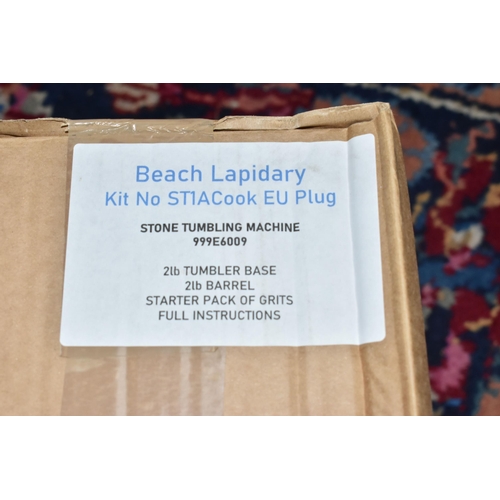 Beach Lapidary
Kit No ST1ACook EU Plug
STONE TUMBLING MACHINE
999E6009
2lb TUMBLER BASE
2lb BARREL
STARTER PACK OF GRITS
FULL INSTRUCTIONS